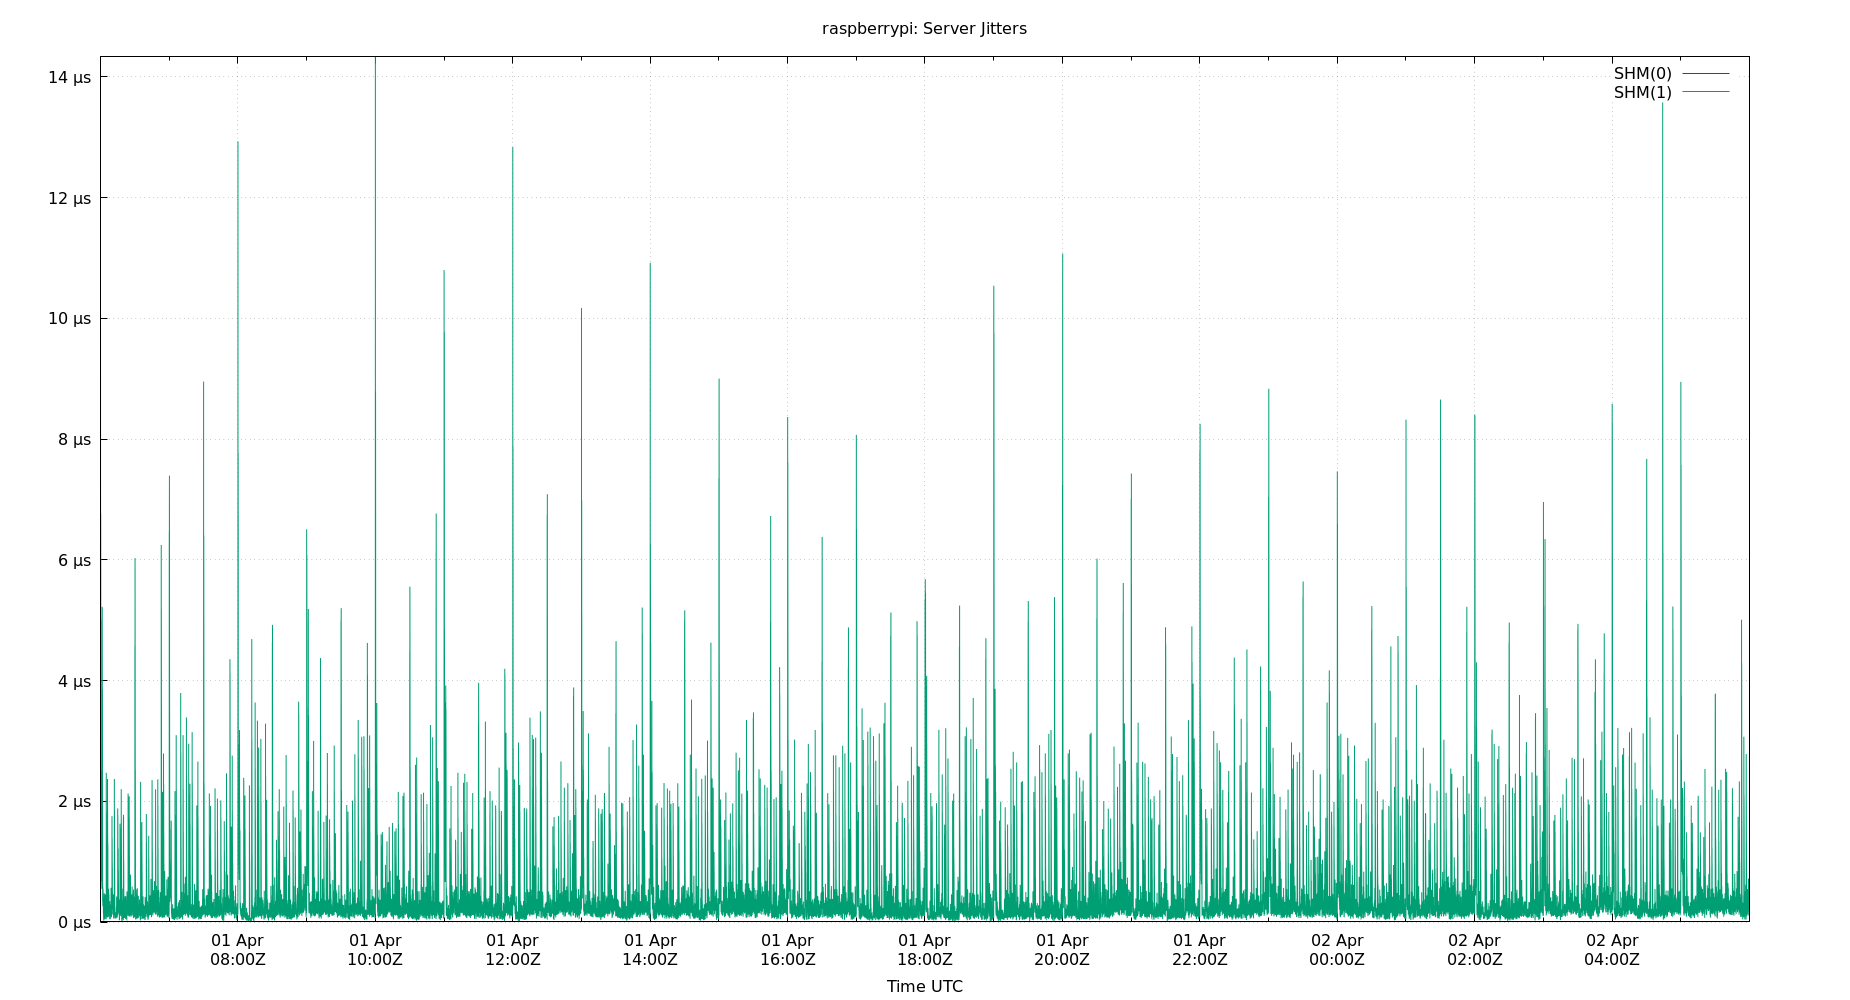 raspberrypi: Server Jitters
SHM(0)
SHM(1)
14 µs
12 µs
10 µs
8 µs
6 µs
4 µs
2 µs
0 µs
01 Apr 01 Apr 01 Apr 01 Apr 01 Apr 01 Apr 01 Apr 01 Apr 02 Apr 02 Apr 02 Apr
08:00Z 10:00Z 12:00Z 14:00Z 16:00Z 18:00Z 20:00Z 22:00Z 00:00Z 02:00Z 04:00Z
Time UTC